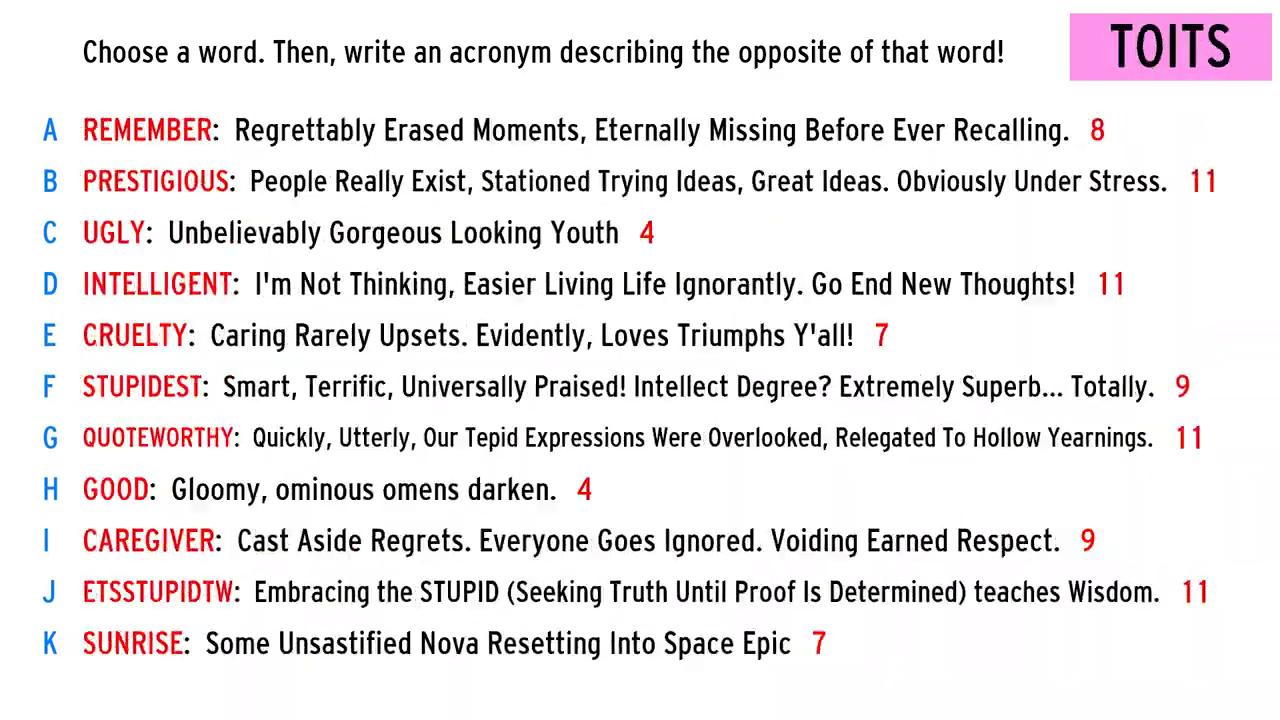 Choose a word. Then, write an acronym describing the opposite of that word!
TOITS
A REMEMBER: Regrettably Erased Moments, Eternally Missing Before Ever Recalling. 8
B PRESTIGIOUS: People Really Exist, Stationed Trying Ideas, Great Ideas. Obviously Under Stress. 11
C UGLY: Unbelievably Gorgeous Looking Youth 4
D INTELLIGENT: I'm Not Thinking, Easier Living Life Ignorantly. Go End New Thoughts! 11
E CRUELTY: Caring Rarely Upsets. Evidently, Loves Triumphs Y'all! 7
F STUPIDEST: Smart, Terrific, Universally Praised! Intellect Degree? Extremely Superb... Totally. 9
G QUOTEWORTHY: Quickly, Utterly, Our Tepid Expressions Were Overlooked, Relegated To Hollow Yearnings. 11
H GOOD: Gloomy, ominous omens darken. 4
I CAREGIVER: Cast Aside Regrets. Everyone Goes Ignored. Voiding Earned Respect. 9
J ETSSTUPIDTW: Embracing the STUPID (Seeking Truth Until Proof Is Determined) teaches Wisdom. 11
K SUNRISE: Some Unsastified Nova Resetting Into Space Epic 7